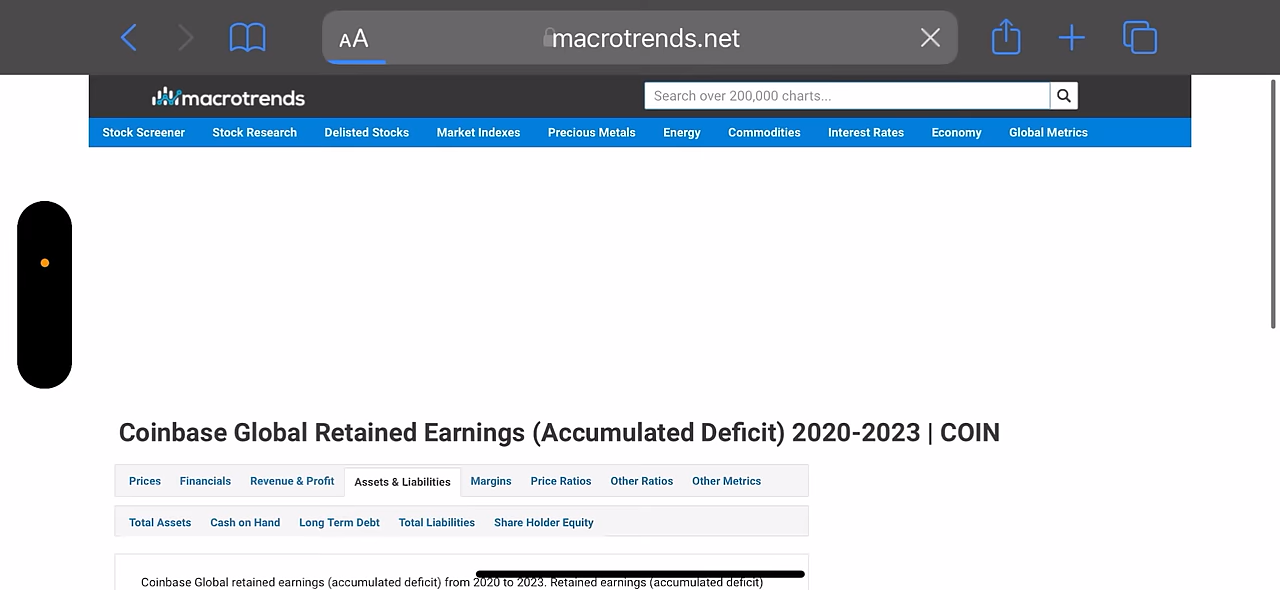 AA macrotrends.net
macrotrends
Search over 200,000 charts...
Stock Screener Stock Research Delisted Stocks Market Indexes Precious Metals Energy Commodities Interest Rates Economy Global Metrics
Coinbase Global Retained Earnings (Accumulated Deficit) 2020-2023 | COIN
Prices Financials Revenue & Profit Assets & Liabilities Margins Price Ratios Other Ratios Other Metrics
Total Assets Cash on Hand Long Term Debt Total Liabilities Share Holder Equity
Coinbase Global retained earnings (accumulated deficit) from 2020 to 2023. Retained earnings (accumulated deficit)